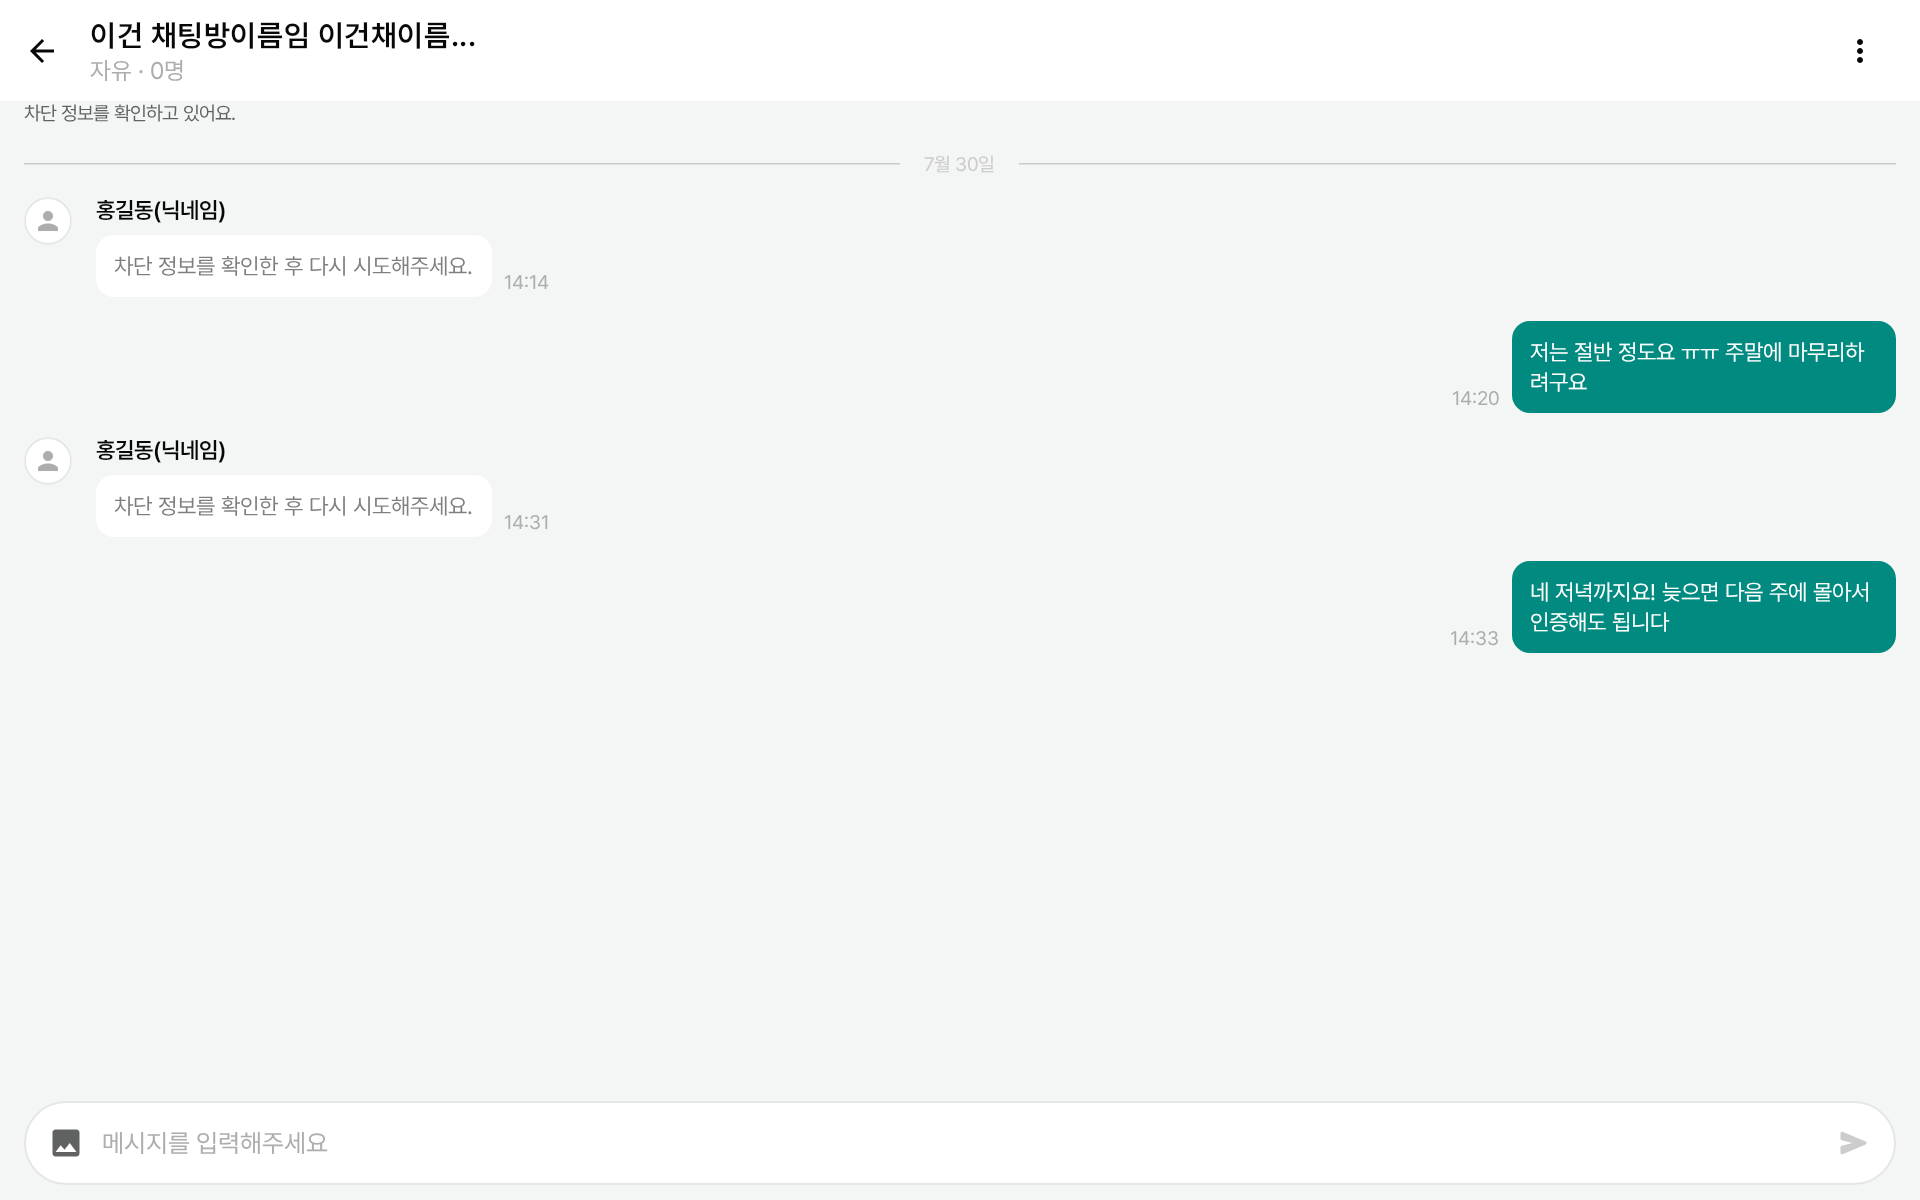 이건 채팅방이름임 이건채이름...
자유 · 0명
차단 정보를 확인하고 있어요.
7월 30일
홍길동(닉네임)
차단 정보를 확인한 후 다시 시도해주세요.
14:14
저는 절반 정도요 ㅠㅠ 주말에 마무리하
려구요
14:20
홍길동(닉네임)
차단 정보를 확인한 후 다시 시도해주세요.
14:31
네 저녁까지요! 늦으면 다음 주에 몰아서
인증해도 됩니다
14:33
메시지를 입력해주세요